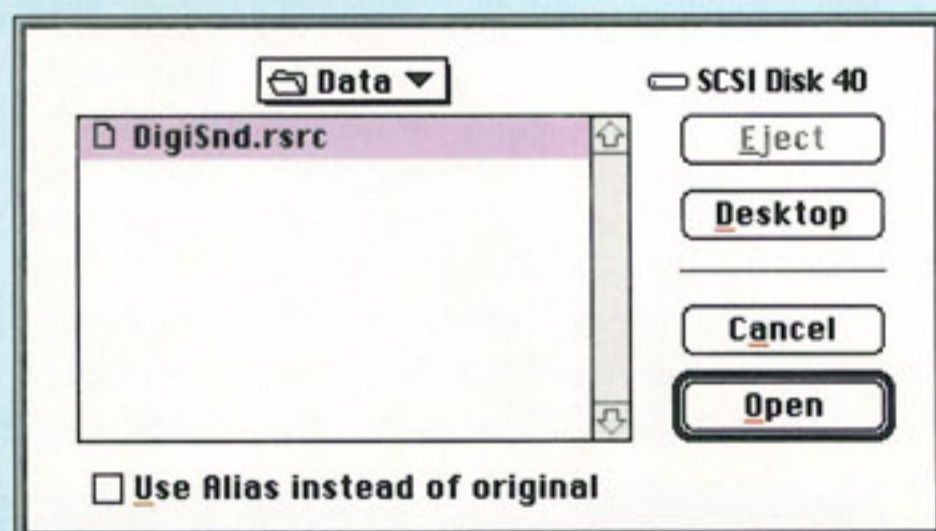 Data
SCSI Disk 40
DigiSnd.rsrc
Eject
Desktop
Cancel
Open
Use Alias instead of original